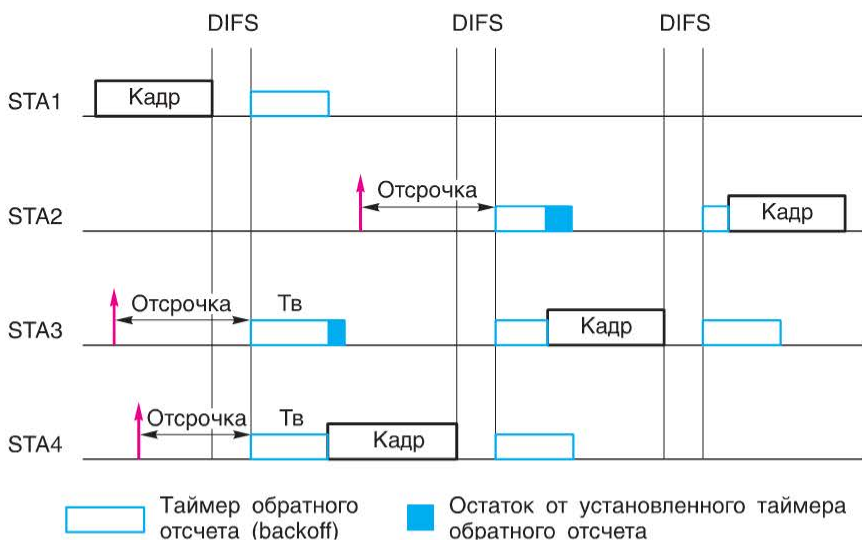 DIFS DIFS DIFS
STA1 Кадр
STA2 Отсрочка Кадр
STA3 Отсрочка Тв Кадр
STA4 Отсрочка Тв Кадр
Таймер обратного
отсчета (backoff)
Остаток от установленного таймера
обратного отсчета